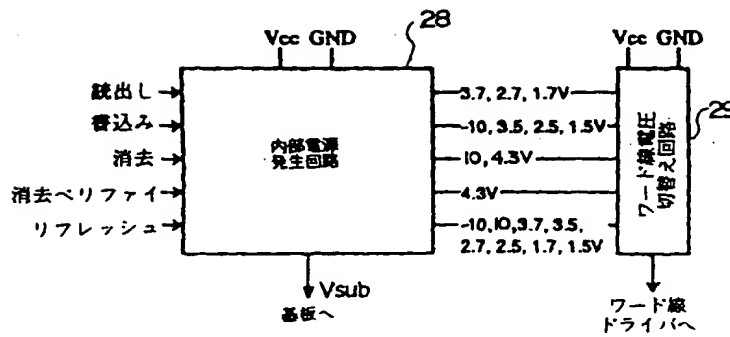 28
Vcc GND
Vcc GND
読出し
書込み
消去
消去ベリファイ
リフレッシュ
内部電源
発生回路
3.7, 2.7, 1.7V
-10, 3.5, 2.5, 1.5V
10, 4.3V
4.3V
-10, 10, 3.7, 3.5,
2.7, 2.5, 1.7, 1.5V
ワード線電圧
切替え回路
29
Vsub
基板へ
ワード線
ドライバへ